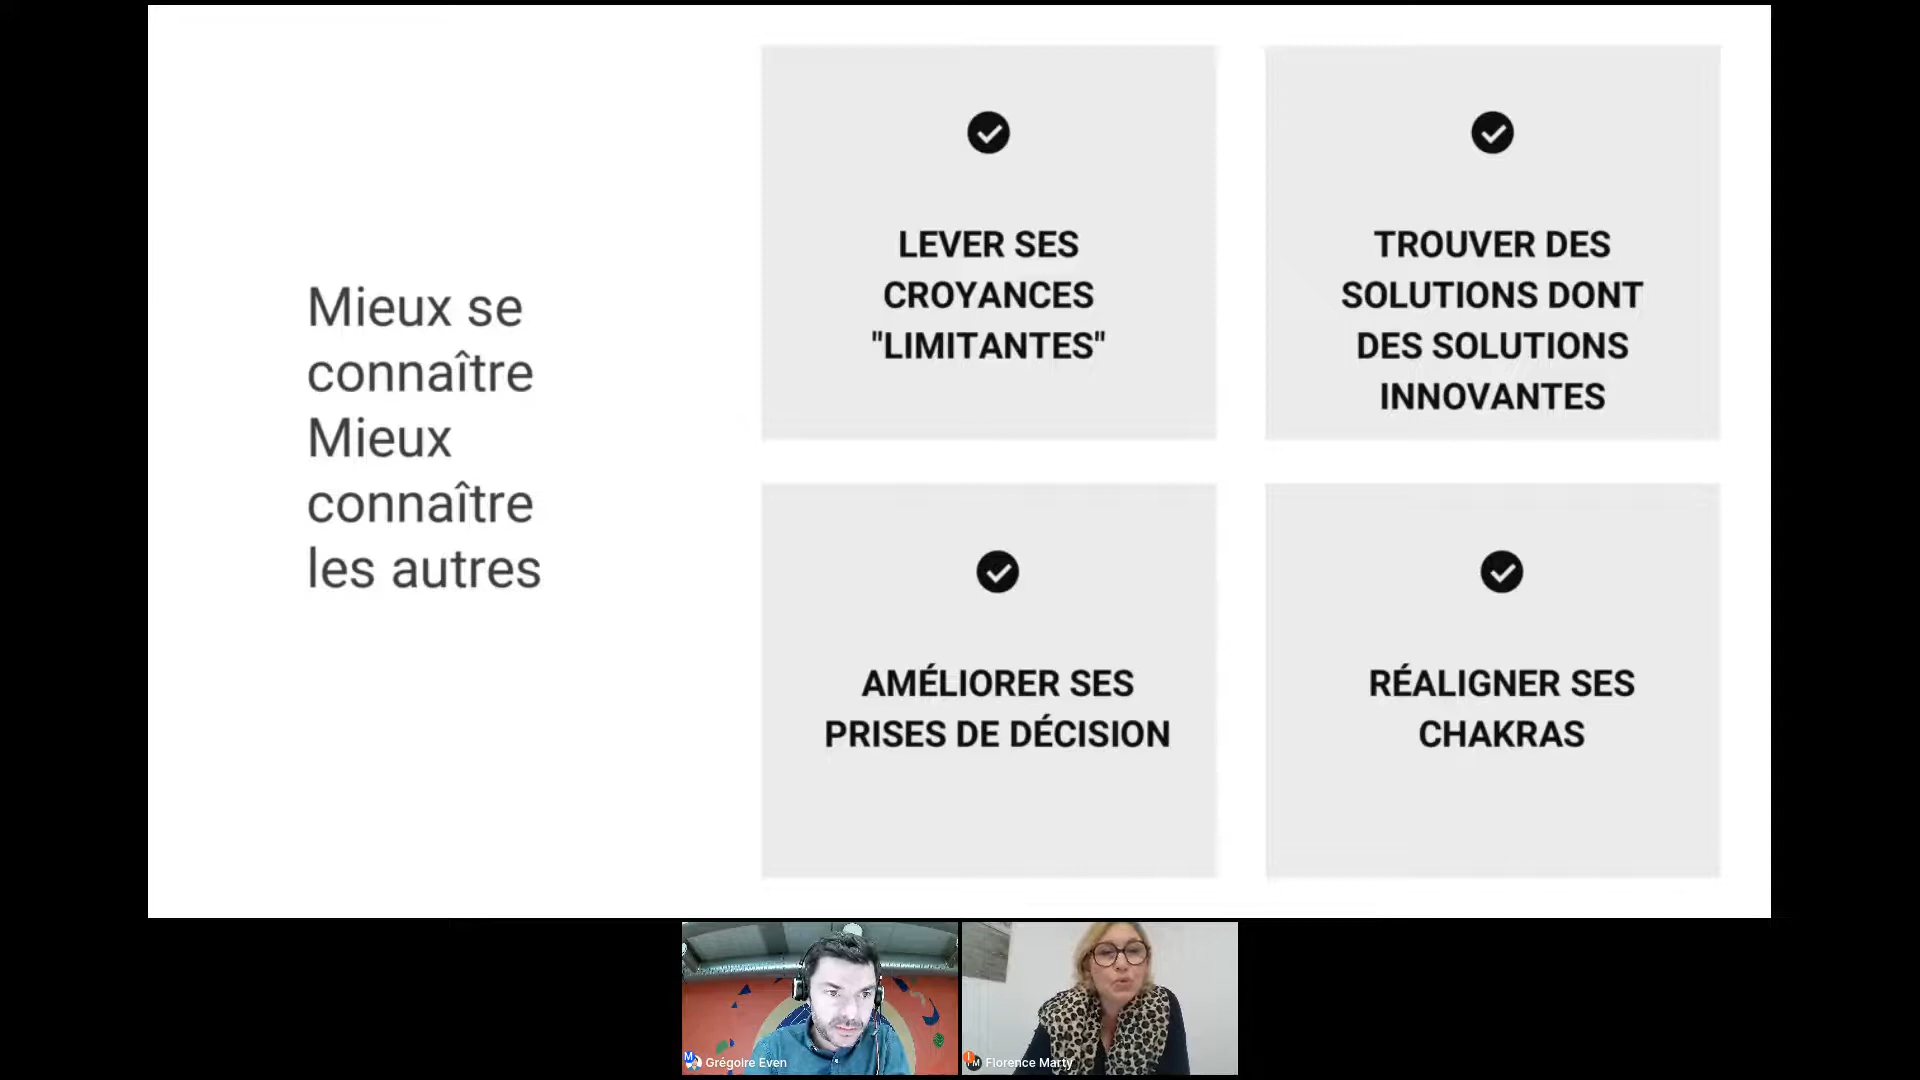 Mieux se
connaître
Mieux
connaître
les autres
LEVER SES
CROYANCES
"LIMITANTES"
TROUVER DES
SOLUTIONS DONT
DES SOLUTIONS
INNOVANTES
AMÉLIORER SES
PRISES DE DÉCISION
RÉALIGNER SES
CHAKRAS
Grégoire Even
Florence Marty